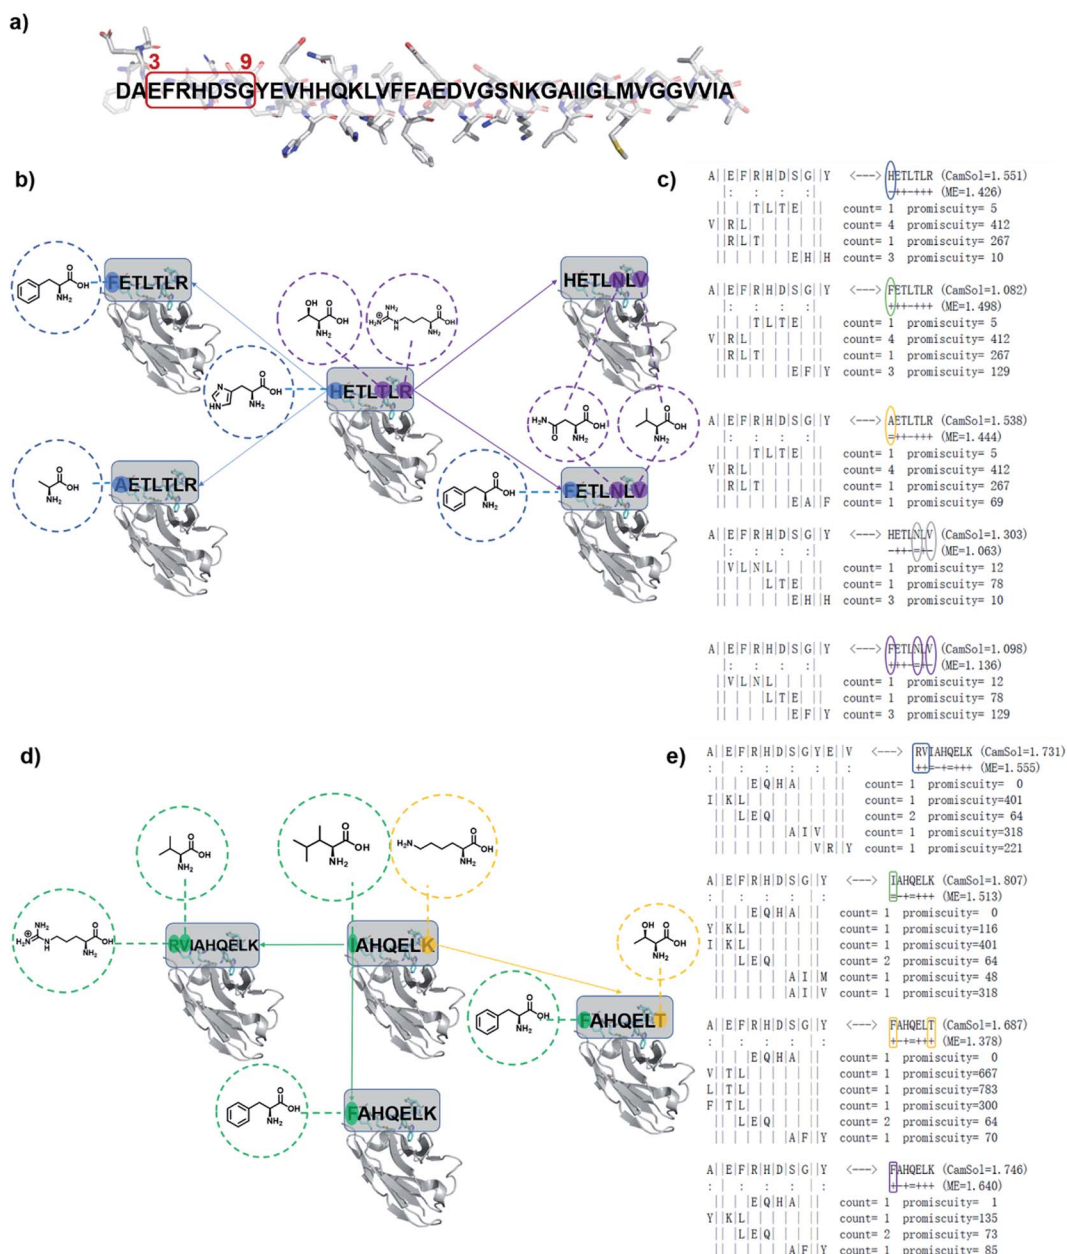 a)
3 9
DAEFRHDSGYEVHHQKLVFFAEDVGSNKGAIIGLMVGGVVIA
b)
FETLTLR
HETLNLV
HETLTLR
AETLTLR
FETLNLV
c)
A||E|F|R|H|D|S|G||Y <---> HETLTLR (CamSol=1.551)
|: : : :| -++-+++ (ME=1.426)
|| | |T|L|T|E| || count= 1 promiscuity= 5
V||R|L| | | | | || count= 4 promiscuity= 412
||R|L|T| | | | || count= 1 promiscuity= 267
|| | | | | |E|H||H count= 3 promiscuity= 10
A||E|F|R|H|D|S|G||Y <---> FETLTLR (CamSol=1.082)
|: : : :| +++-+++ (ME=1.498)
|| | |T|L|T|E| || count= 1 promiscuity= 5
V||R|L| | | | | || count= 4 promiscuity= 412
||R|L|T| | | | || count= 1 promiscuity= 267
|| | | | | |E|F||Y count= 3 promiscuity= 129
A||E|F|R|H|D|S|G||Y <---> AETLTLR (CamSol=1.538)
|: : : :| =++-+++ (ME=1.444)
|| | |T|L|T|E| || count= 1 promiscuity= 5
V||R|L| | | | | || count= 4 promiscuity= 412
||R|L|T| | | | || count= 1 promiscuity= 267
|| | | | | |E|A||F count= 1 promiscuity= 69
A||E|F|R|H|D|S|G||Y <---> HETLNLV (CamSol=1.303)
|: : : :| -++-=+- (ME=1.063)
||V|L|N|L| | | || count= 1 promiscuity= 12
|| | | |L|T|E| || count= 1 promiscuity= 78
|| | | | | |E|H||H count= 3 promiscuity= 10
A||E|F|R|H|D|S|G||Y <---> FETLNLV (CamSol=1.098)
|: : : :| +++-=+- (ME=1.136)
||V|L|N|L| | | || count= 1 promiscuity= 12
|| | | |L|T|E| || count= 1 promiscuity= 78
|| | | | | |E|F||Y count= 3 promiscuity= 129
d)
RVIAHQELK
IAHQELK
FAHQELT
FAHQELK
e)
A||E|F|R|H|D|S|G|Y|E||V <---> RVIAHQELK (CamSol=1.731)
: |: : : : | : ++=-+=+++ (ME=1.555)
|| | |E|Q|H|A| | | || count= 1 promiscuity= 0
I||K|L| | | | | | | || count= 1 promiscuity=401
|| |L|E|Q| | | | | || count= 2 promiscuity= 64
|| | | | | |A|I|V| || count= 1 promiscuity=318
|| | | | | | | |V|R||Y count= 1 promiscuity=221
A||E|F|R|H|D|S|G||Y <---> IAHQELK (CamSol=1.807)
: |: : : : | : =-+=+++ (ME=1.513)
|| | |E|Q|H|A| || count= 1 promiscuity= 0
Y||K|L| | | | | || count= 1 promiscuity=116
I||K|L| | | | | || count= 1 promiscuity=401
|| |L|E|Q| | | || count= 2 promiscuity= 64
|| | | | | |A|I||M count= 1 promiscuity= 48
|| | | | | |A|I||V count= 1 promiscuity=318
A||E|F|R|H|D|S|G||Y <---> FAHQELT (CamSol=1.687)
: |: : : : | : +-+=+++ (ME=1.378)
|| | |E|Q|H|A| || count= 1 promiscuity= 0
V||T|L| | | | | || count= 1 promiscuity=667
L||T|L| | | | | || count= 1 promiscuity=783
F||T|L| | | | | || count= 1 promiscuity=300
|| |L|E|Q| | | || count= 2 promiscuity= 64
|| | | | | |A|F||Y count= 1 promiscuity= 70
A||E|F|R|H|D|S|G||Y <---> FAHQELK (CamSol=1.746)
: |: : : : | : +-+=+++ (ME=1.640)
|| | |E|Q|H|A| || count= 1 promiscuity= 1
Y||K|L| | | | | || count= 1 promiscuity=135
|| |L|E|Q| | | || count= 2 promiscuity= 73
|| | | | | |A|F||Y count= 1 promiscuity= 85